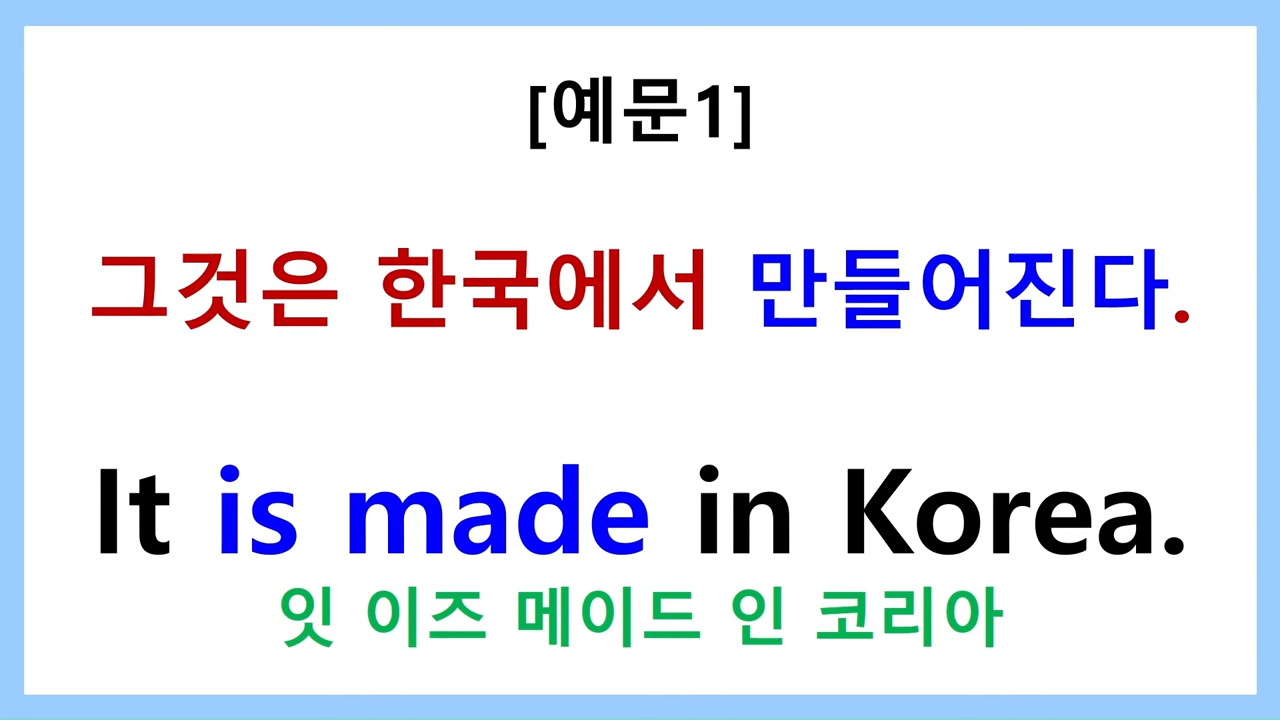 [예문1]
그것은 한국에서 만들어진다.
It is made in Korea.
잇 이즈 메이드 인 코리아